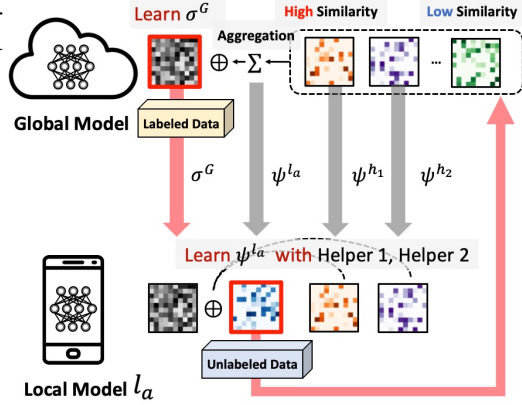 Learn σ^G
High Similarity
Low Similarity
Aggregation
⊕ ← Σ ←
...
Global Model
Labeled Data
σ^G
ψ^{l_a}
ψ^{h_1}
ψ^{h_2}
Learn ψ^{l_a} with Helper 1, Helper 2
⊕
Unlabeled Data
Local Model l_a